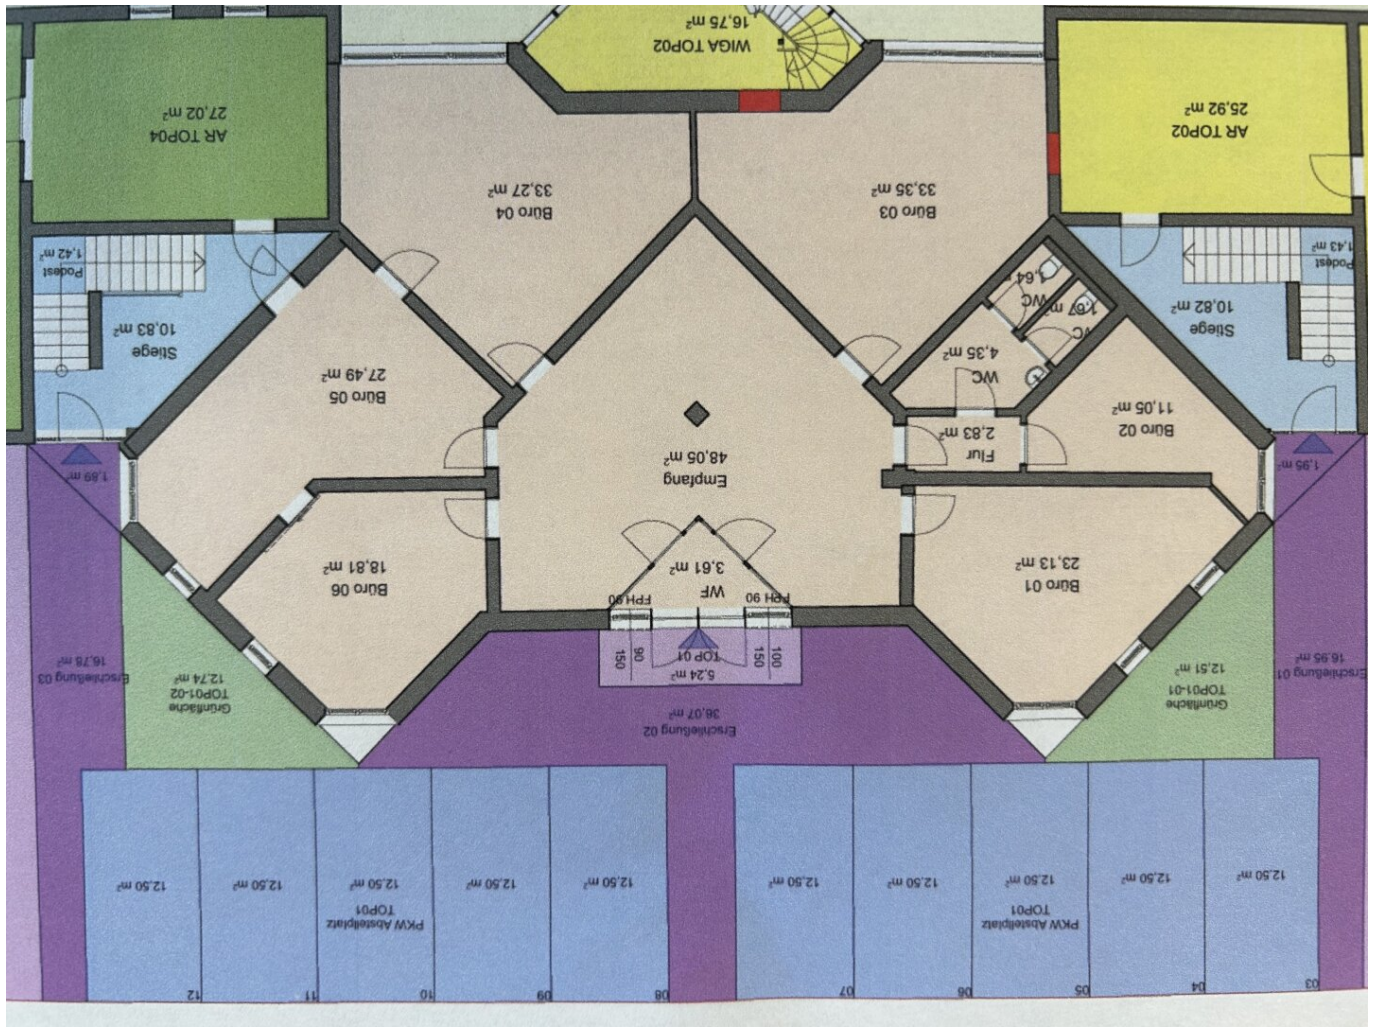 03
04
05
06
07
08
09
10
11
12
PKW Abstellplatz
TOP01
PKW Abstellplatz
TOP01
12,50 m²
12,50 m²
12,50 m²
12,50 m²
12,50 m²
12,50 m²
12,50 m²
12,50 m²
12,50 m²
12,50 m²
Erschließung 01
16,95 m²
Grünfläche
TOP01-01
12,51 m²
Erschließung 02
36,07 m²
5,24 m²
TOP 01
100
150
90
150
Grünfläche
TOP01-02
12,74 m²
Erschließung 03
16,78 m²
FPH 90
FPH 90
WF
3,61 m²
Büro 01
23,13 m²
Büro 06
18,81 m²
1,95 m²
Empfang
48,05 m²
1,89 m²
Flur
2,83 m²
Büro 02
11,05 m²
WC
4,35 m²
Büro 05
27,49 m²
Stiege
10,82 m²
WC
1,67 m²
WC
1,64
Stiege
10,83 m²
Podest
1,43 m²
Podest
1,42 m²
Büro 03
33,35 m²
Büro 04
33,27 m²
AR TOP02
25,92 m²
AR TOP04
27,02 m²
WIGA TOP02
16,75 m²